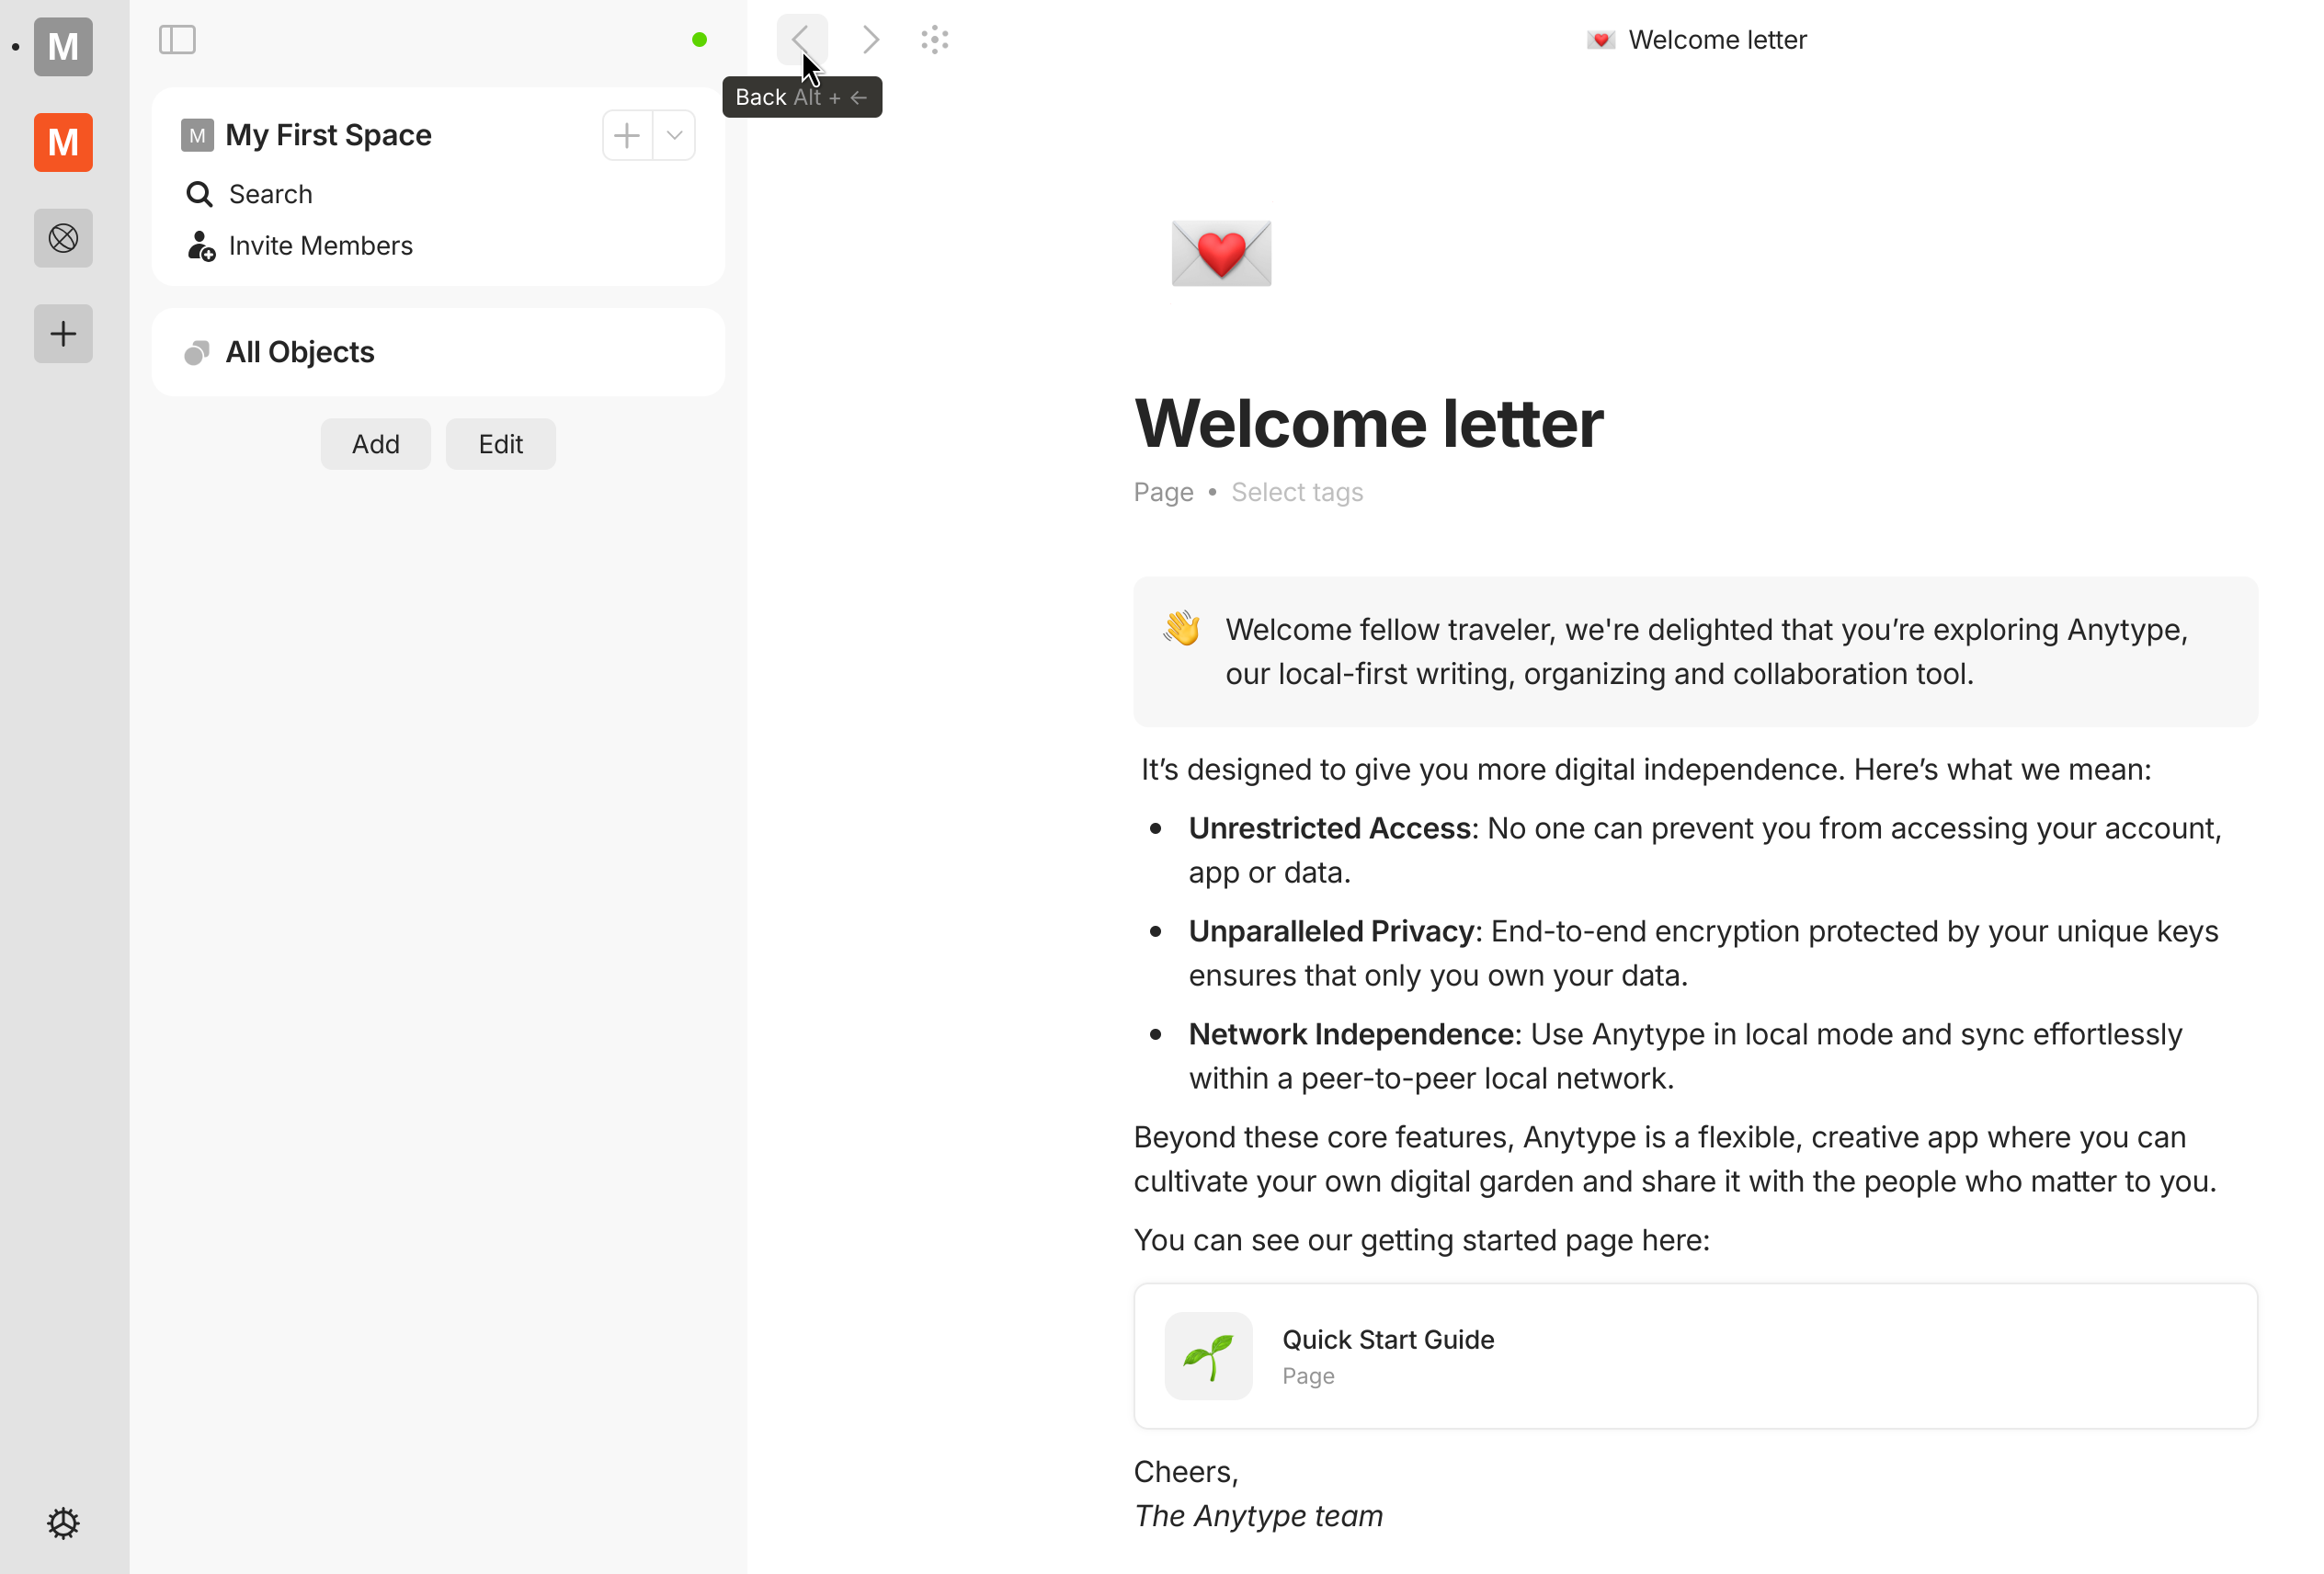 M
M
My First Space
M
Search
Invite Members
All Objects
Add
Edit
Back Alt + ←
Welcome letter
Welcome letter
Page • Select tags
Welcome fellow traveler, we're delighted that you’re exploring Anytype,
our local-first writing, organizing and collaboration tool.
It’s designed to give you more digital independence. Here’s what we mean:
• Unrestricted Access: No one can prevent you from accessing your account,
app or data.
• Unparalleled Privacy: End-to-end encryption protected by your unique keys
ensures that only you own your data.
• Network Independence: Use Anytype in local mode and sync effortlessly
within a peer-to-peer local network.
Beyond these core features, Anytype is a flexible, creative app where you can
cultivate your own digital garden and share it with the people who matter to you.
You can see our getting started page here:
Quick Start Guide
Page
Cheers,
The Anytype team